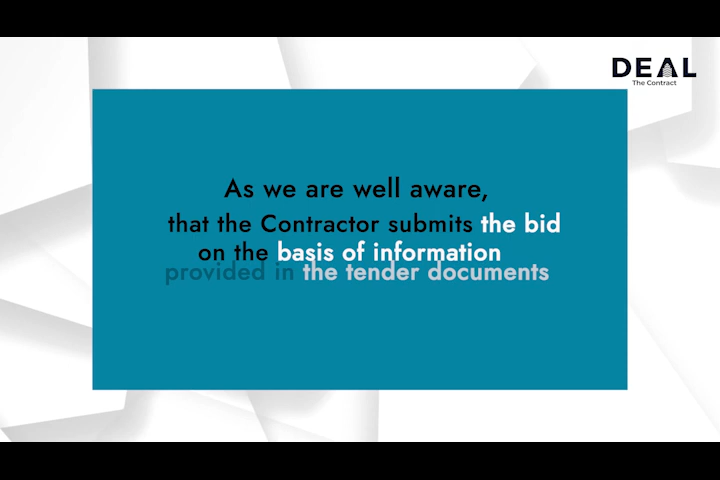 DEAL
The Contract
As we are well aware,
that the Contractor submits the bid
on the basis of information
provided in the tender documents